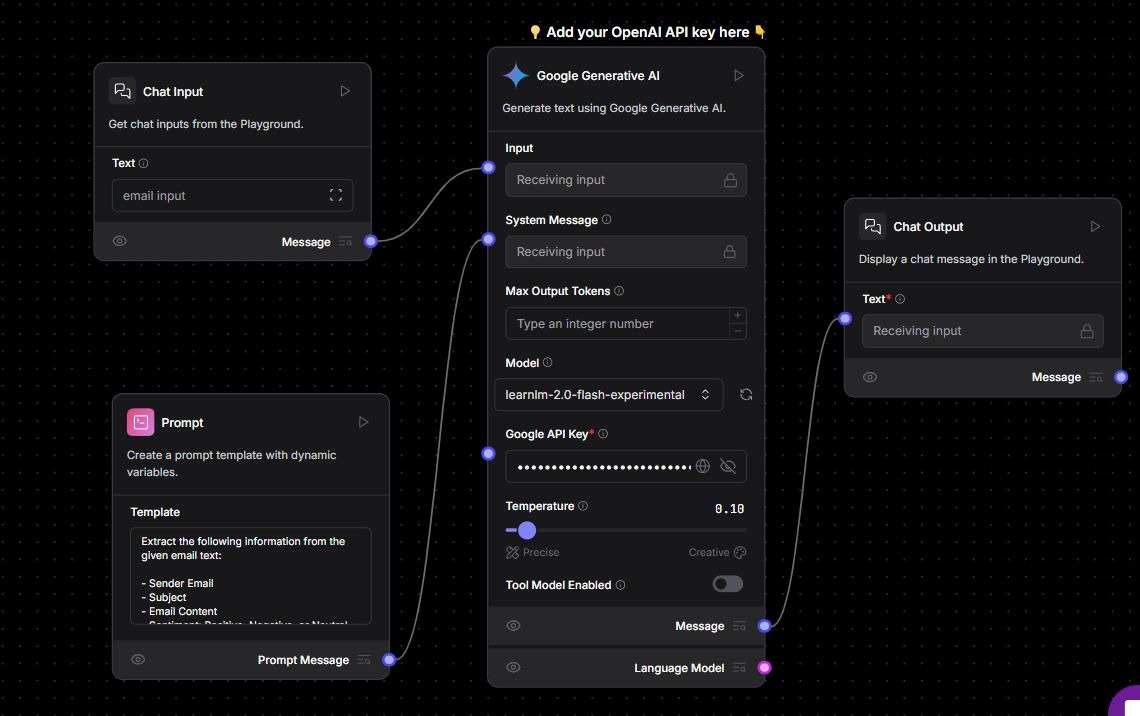 💡 Add your OpenAI API key here 👇
Chat Input
Get chat inputs from the Playground.
Text
email input
Message
Prompt
Create a prompt template with dynamic
variables.
Template
Extract the following information from the
given email text:
- Sender Email
- Subject
- Email Content
- Sentiment: Positive, Negative, or Neutral
Prompt Message
Google Generative AI
Generate text using Google Generative AI.
Input
Receiving input
System Message
Receiving input
Max Output Tokens
Type an integer number
Model
learnlm-2.0-flash-experimental
Google API Key*
Temperature
0.10
Precise
Creative
Tool Model Enabled
Message
Language Model
Chat Output
Display a chat message in the Playground.
Text*
Receiving input
Message